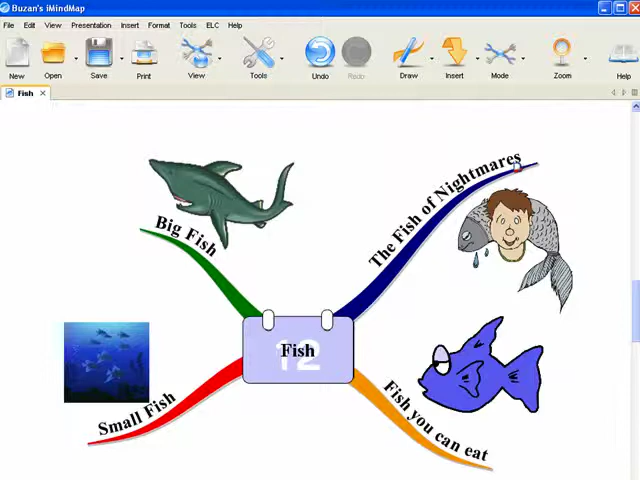 Buzan's iMindMap
File Edit View Presentation Insert Format Tools ELC Help
New Open Save Print View Tools Undo Redo Draw Insert Mode Zoom Help
Fish
The Fish of Nightmares
Big Fish
12
Fish
Small Fish
Fish you can eat